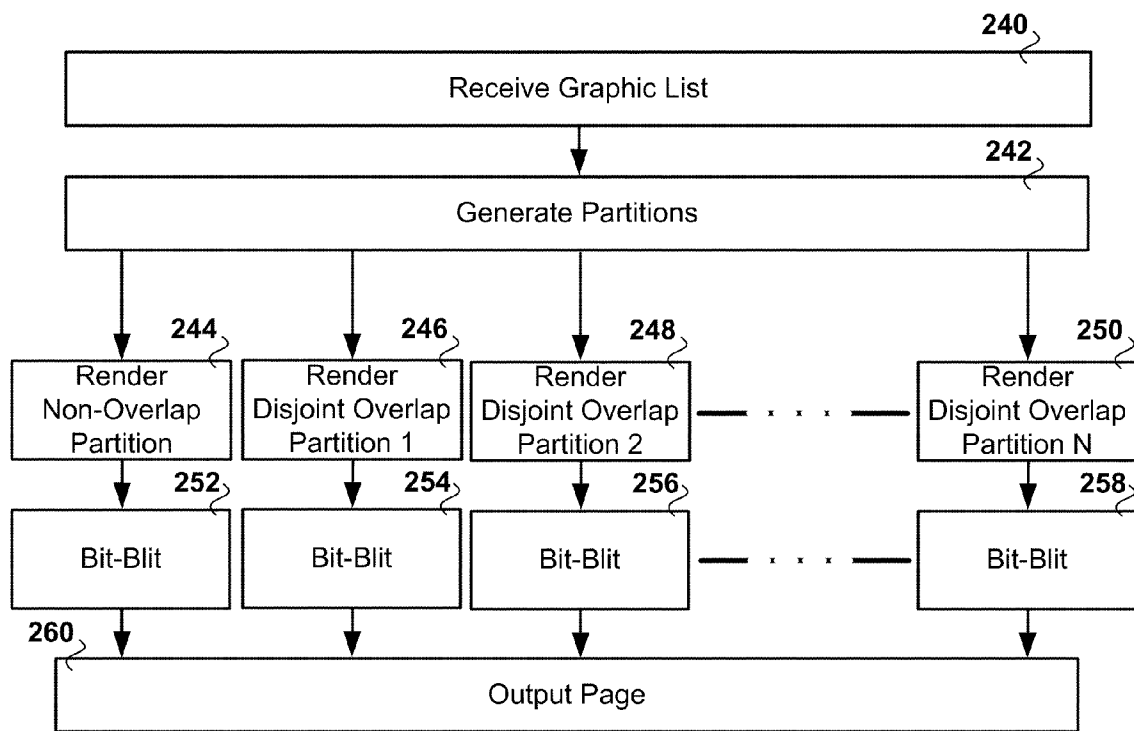 240
Receive Graphic List
242
Generate Partitions
244
246
248
250
Render
Non-Overlap
Partition
Render
Disjoint Overlap
Partition 1
Render
Disjoint Overlap
Partition 2
Render
Disjoint Overlap
Partition N
252
254
256
258
Bit-Blit
Bit-Blit
Bit-Blit
Bit-Blit
260
Output Page